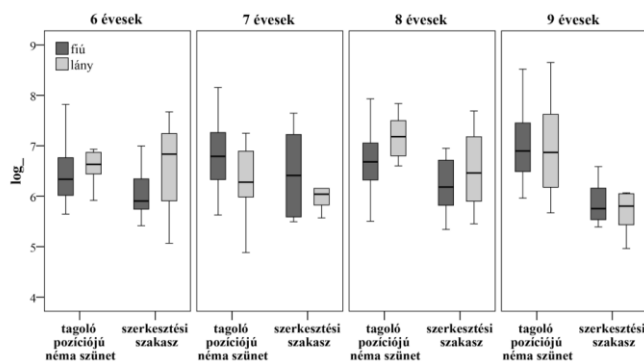 6 évesek 7 évesek 8 évesek 9 évesek
fiú
lány
9
8
7
6
5
4
log_
tagoló pozíciójú néma szünet
szerkesztési szakasz
tagoló pozíciójú néma szünet
szerkesztési szakasz
tagoló pozíciójú néma szünet
szerkesztési szakasz
tagoló pozíciójú néma szünet
szerkesztési szakasz